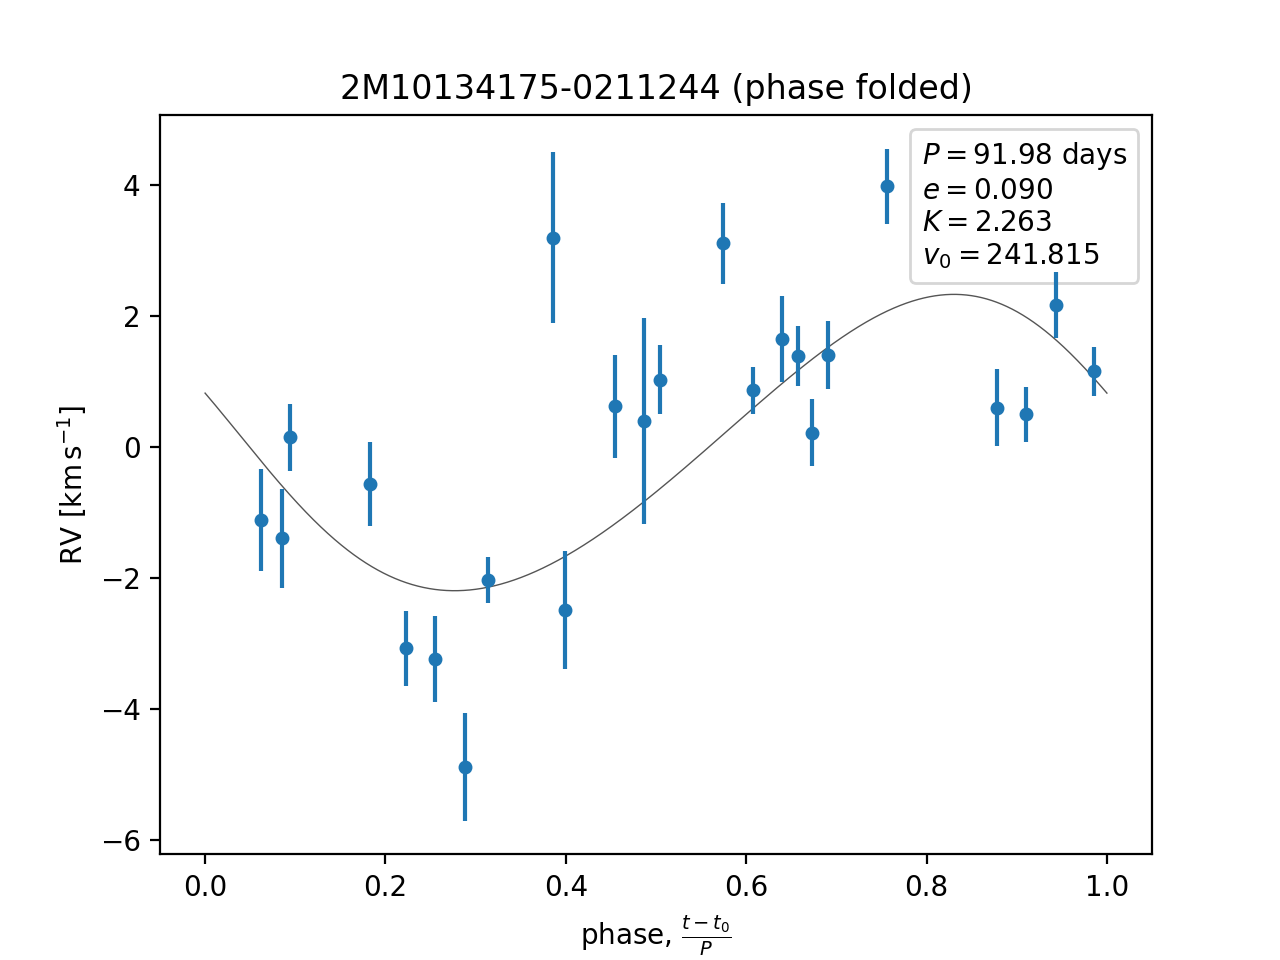 2M10134175-0211244 (phase folded)
P = 91.98 days
e = 0.090
K = 2.263
v₀ = 241.815
4
2
0
−2
−4
−6
RV [km s⁻¹]
0.0 0.2 0.4 0.6 0.8 1.0
phase, (t − t₀)/P